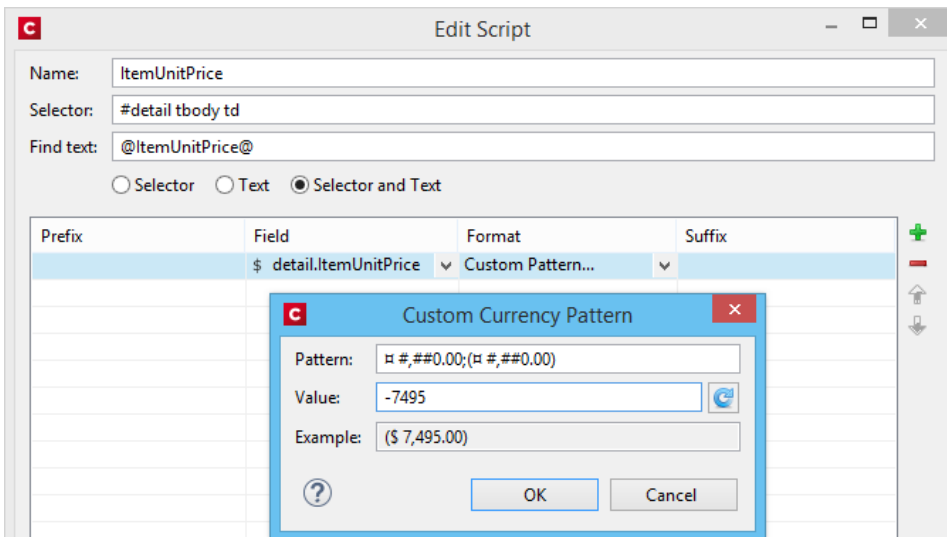 Edit Script
Name: ItemUnitPrice
Selector: #detail tbody td
Find text: @ItemUnitPrice@
Selector Text Selector and Text
Prefix Field Format Suffix
$ detail.ItemUnitPrice Custom Pattern...
Custom Currency Pattern
Pattern: ¤ #,##0.00;(¤ #,##0.00)
Value: -7495
Example: ($ 7,495.00)
? OK Cancel